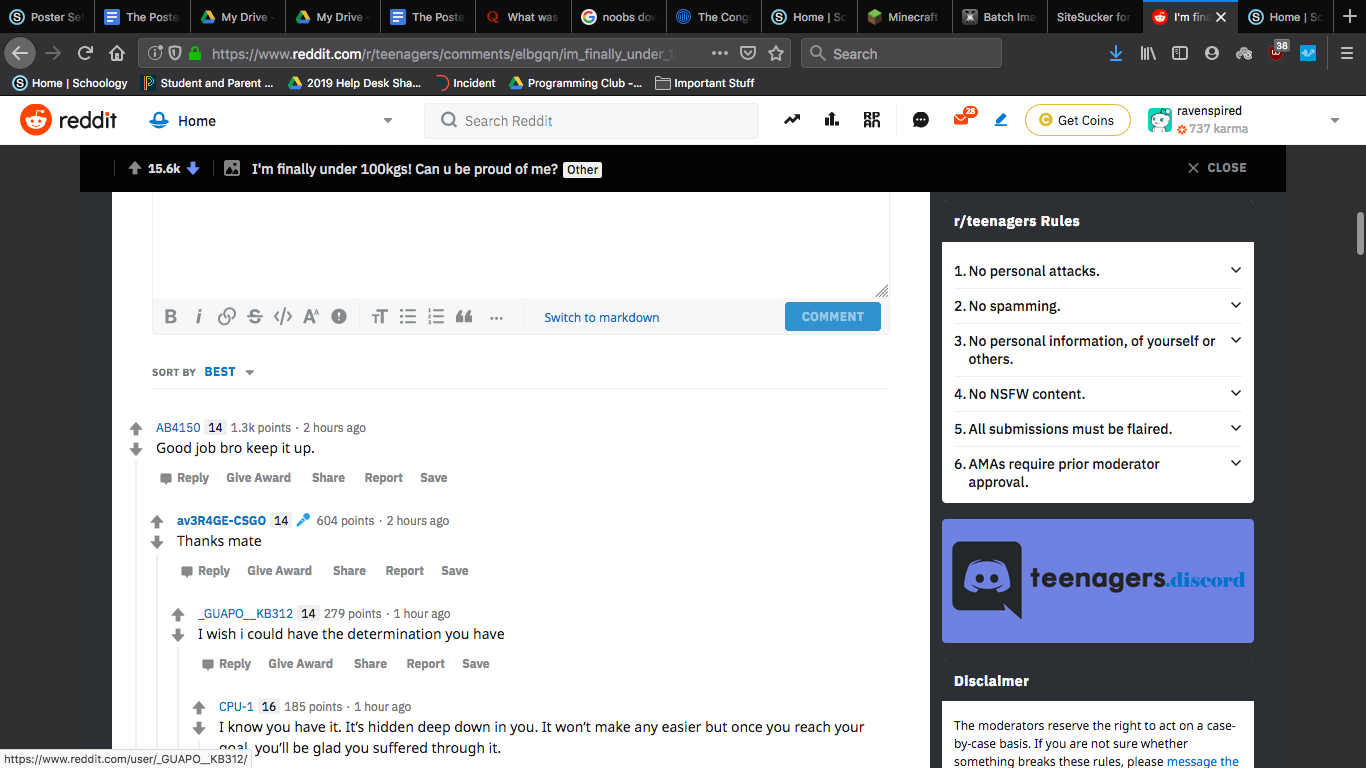 Poster Set
The Poste
My Drive -
My Drive -
The Poste
What was
noobs dow
The Cong
Home | Sc
Minecraft
Batch Ima
SiteSucker for
I'm fina
Home | Sc
https://www.reddit.com/r/teenagers/comments/elbgqn/im_finally_under_1
Search
38
Home | Schoology
Student and Parent ...
2019 Help Desk Sha...
Incident
Programming Club -...
Important Stuff
reddit
Home
Search Reddit
28
Get Coins
ravenspired
737 karma
15.6k
I'm finally under 100kgs! Can u be proud of me?
Other
CLOSE
Switch to markdown
COMMENT
SORT BY BEST
AB4150 14 1.3k points · 2 hours ago
Good job bro keep it up.
Reply Give Award Share Report Save
av3R4GE-CSGO 14 604 points · 2 hours ago
Thanks mate
Reply Give Award Share Report Save
_GUAPO__KB312 14 279 points · 1 hour ago
I wish i could have the determination you have
Reply Give Award Share Report Save
CPU-1 16 185 points · 1 hour ago
I know you have it. It's hidden deep down in you. It won't make any easier but once you reach your
goal, you'll be glad you suffered through it.
https://www.reddit.com/user/_GUAPO__KB312/
r/teenagers Rules
1. No personal attacks.
2. No spamming.
3. No personal information, of yourself or
others.
4. No NSFW content.
5. All submissions must be flaired.
6. AMAs require prior moderator
approval.
teenagers.discord
Disclaimer
The moderators reserve the right to act on a case-
by-case basis. If you are not sure whether
something breaks these rules, please message the